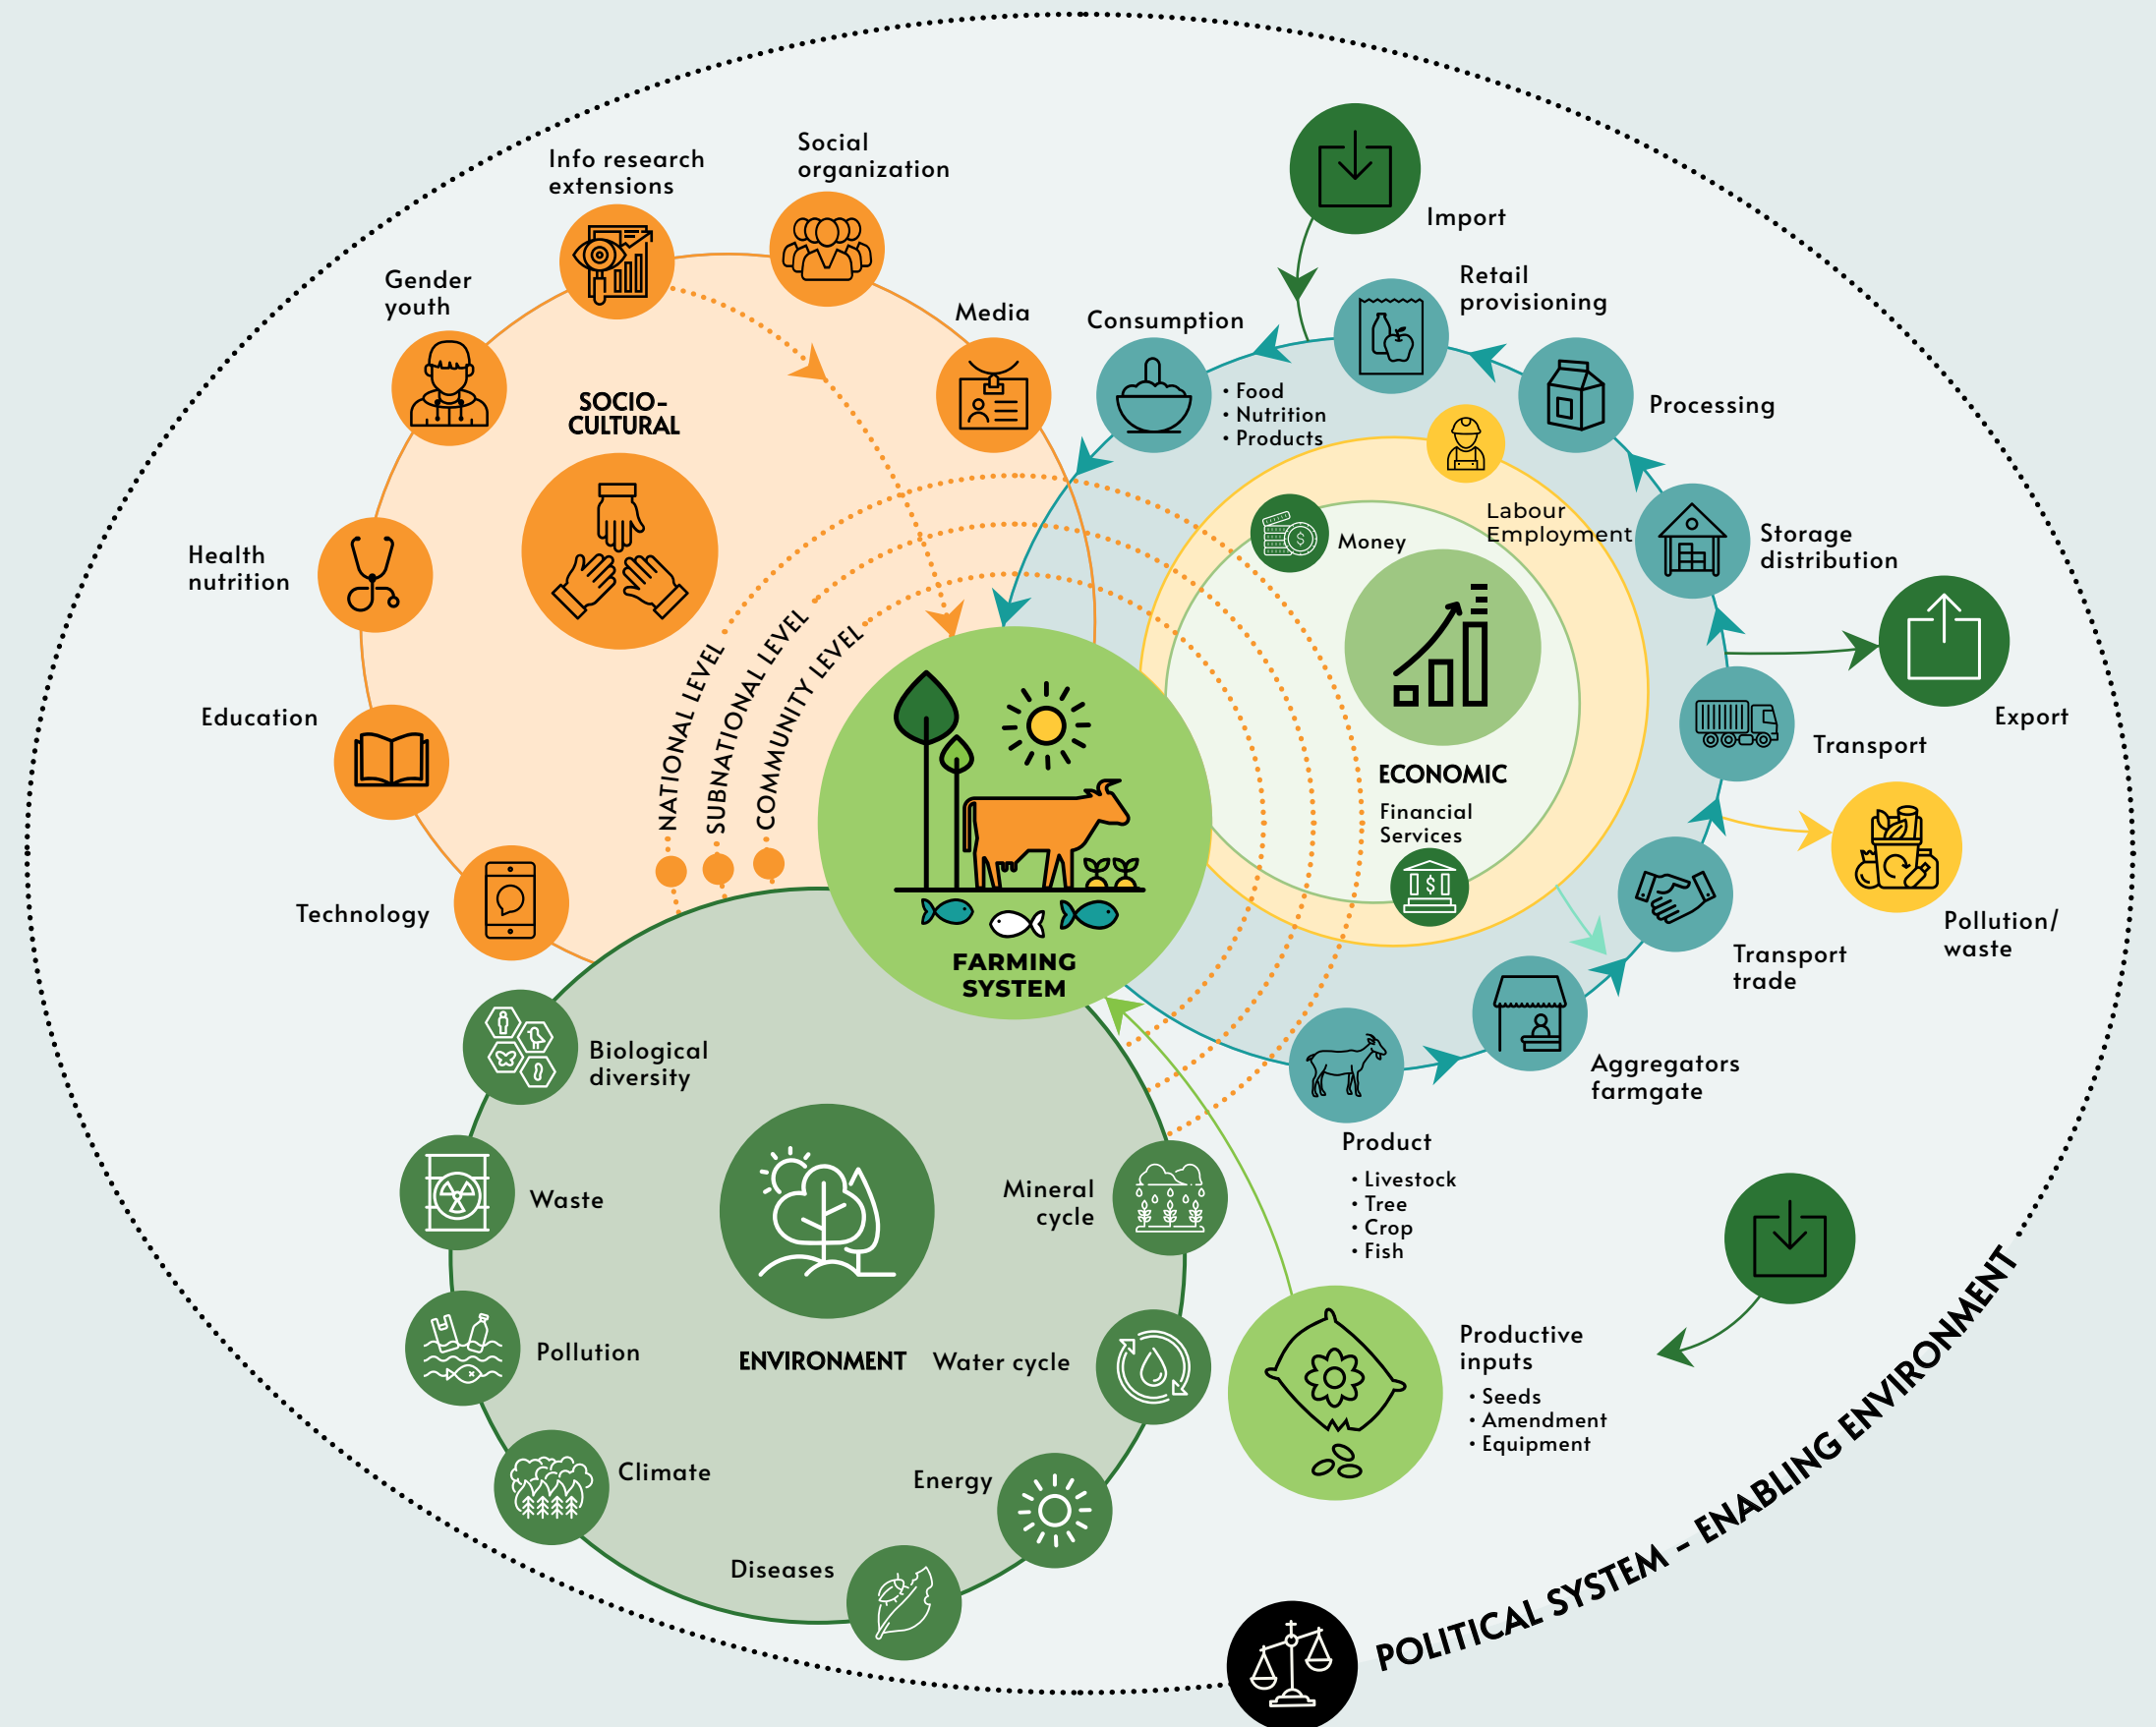 Info research
extensions
Social
organization
Gender
youth
Media
SOCIO-
CULTURAL
Health
nutrition
Education
Technology
NATIONAL LEVEL
SUBNATIONAL LEVEL
COMMUNITY LEVEL
Import
Retail
provisioning
Consumption
• Food
• Nutrition
• Products
Processing
Labour
Employment
Money
Storage
distribution
Export
Transport
ECONOMIC
Financial
Services
Pollution/
waste
Transport
trade
Aggregators
farmgate
Product
• Livestock
• Tree
• Crop
• Fish
FARMING
SYSTEM
Biological
diversity
Waste
Pollution
Climate
Diseases
Energy
Water cycle
Mineral
cycle
ENVIRONMENT
Productive
inputs
• Seeds
• Amendment
• Equipment
POLITICAL SYSTEM - ENABLING ENVIRONMENT